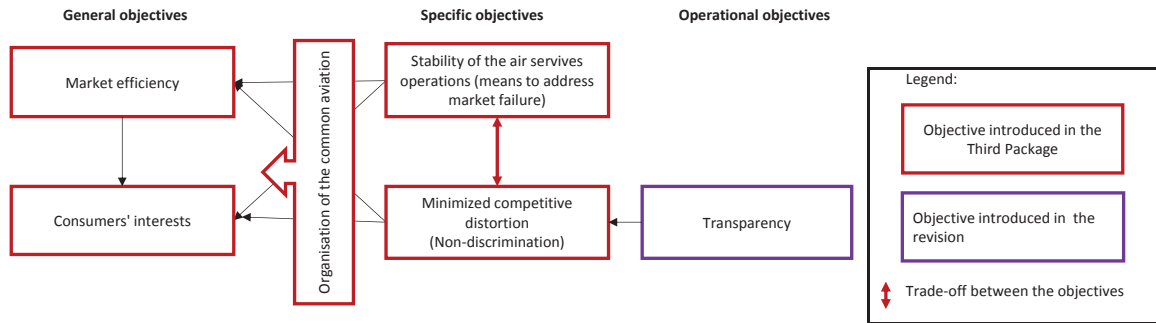 General objectives
Specific objectives
Operational objectives
Market efficiency
Organisation of the common aviation
Stability of the air servives
operations (means to address
market failure)
Consumers' interests
Minimized competitive
distortion
(Non-discrimination)
Transparency
Legend:
Objective introduced in the
Third Package
Objective introduced in  the
revision
Trade-off between the objectives